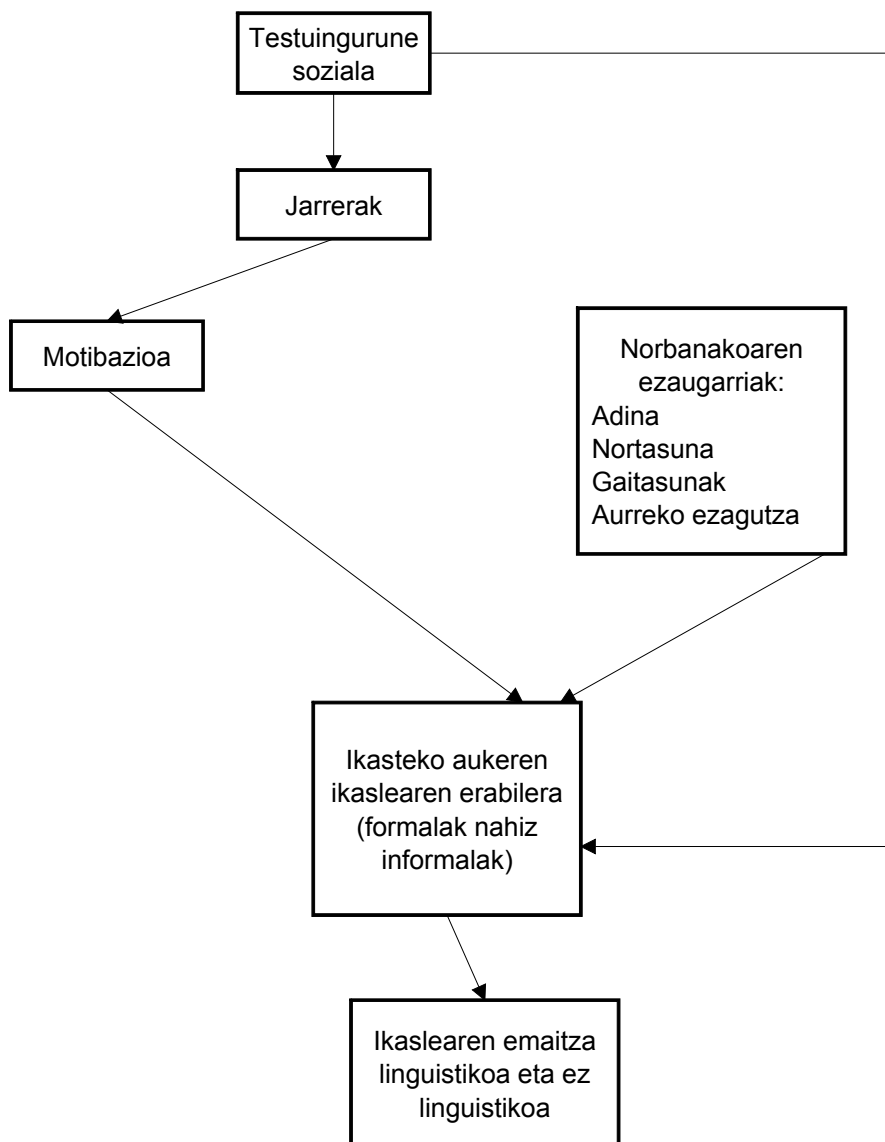 Testuingurune
soziala
Jarrerak
Motibazioa
Norbanakoaren
ezaugarriak:
Adina
Nortasuna
Gaitasunak
Aurreko ezagutza
Ikasteko aukeren
ikaslearen erabilera
(formalak nahiz
informalak)
Ikaslearen emaitza
linguistikoa eta ez
linguistikoa